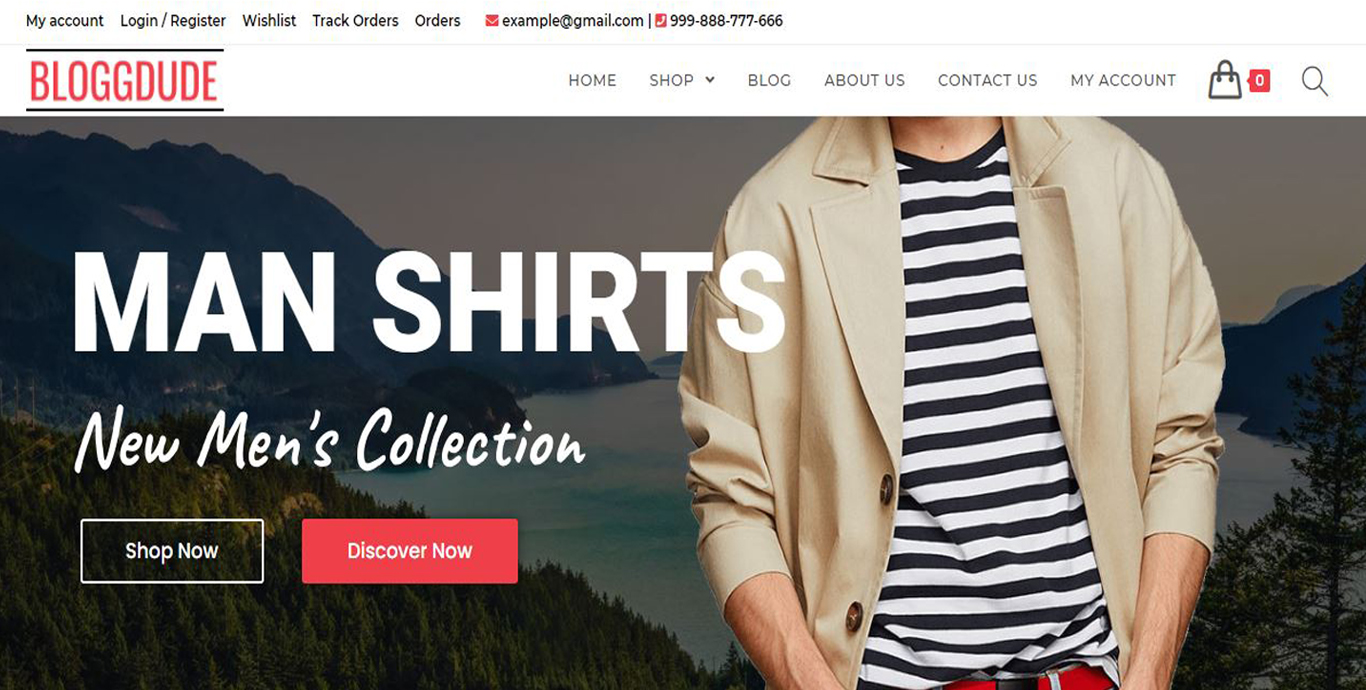 My account Login / Register Wishlist Track Orders Orders example@gmail.com | 999-888-777-666
BLOGGDUDE
HOME SHOP BLOG ABOUT US CONTACT US MY ACCOUNT 0
MAN SHIRTS
New Men's Collection
Shop Now Discover Now